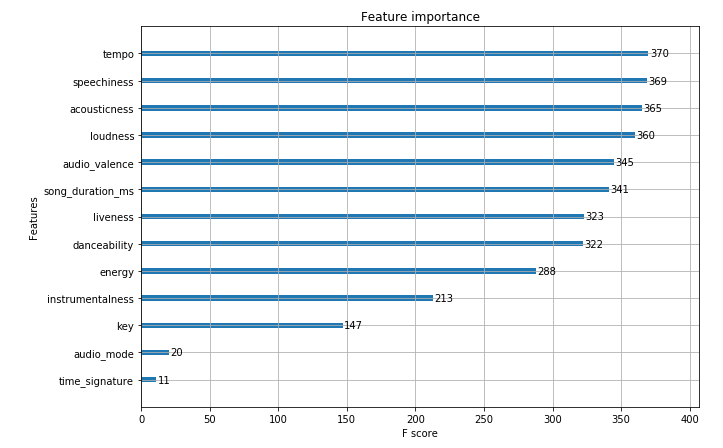 Feature importance
tempo 370
speechiness 369
acousticness 365
loudness 360
audio_valence 345
song_duration_ms 341
liveness 323
danceability 322
energy 288
instrumentalness 213
key 147
audio_mode 20
time_signature 11
Features
0 50 100 150 200 250 300 350 400
F score